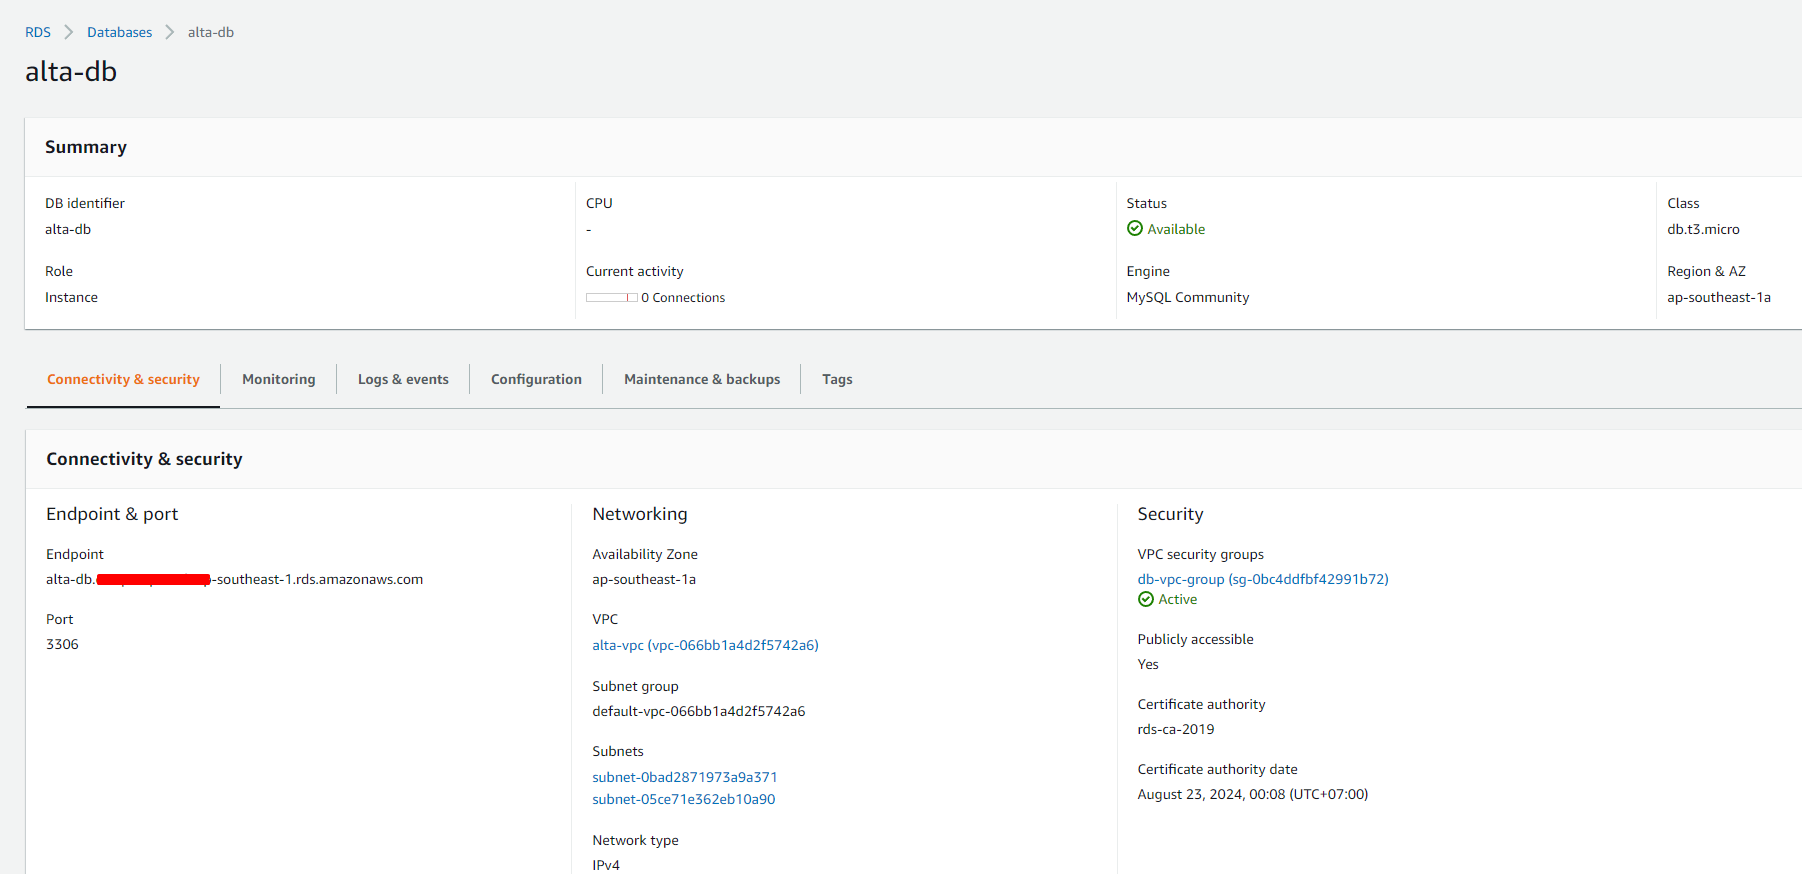 RDS > Databases > alta-db
alta-db
Summary
DB identifier
alta-db
CPU
-
Status
Available
Class
db.t3.micro
Role
Instance
Current activity
0 Connections
Engine
MySQL Community
Region & AZ
ap-southeast-1a
Connectivity & security
Monitoring
Logs & events
Configuration
Maintenance & backups
Tags
Connectivity & security
Endpoint & port
Endpoint
alta-db. -southeast-1.rds.amazonaws.com
Port
3306
Networking
Availability Zone
ap-southeast-1a
VPC
alta-vpc (vpc-066bb1a4d2f5742a6)
Subnet group
default-vpc-066bb1a4d2f5742a6
Subnets
subnet-0bad2871973a9a371
subnet-05ce71e362eb10a90
Network type
IPv4
Security
VPC security groups
db-vpc-group (sg-0bc4ddfbf42991b72)
Active
Publicly accessible
Yes
Certificate authority
rds-ca-2019
Certificate authority date
August 23, 2024, 00:08 (UTC+07:00)